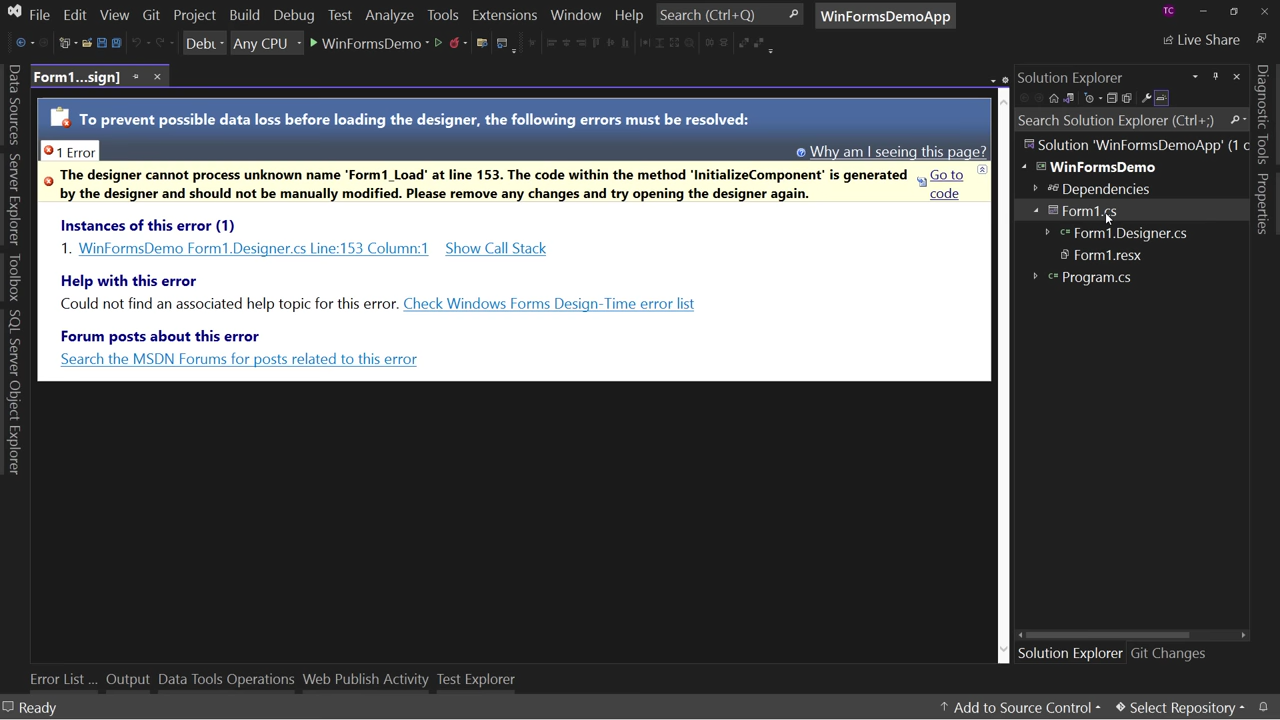 File Edit View Git Project Build Debug Test Analyze Tools Extensions Window Help Search (Ctrl+Q) WinFormsDemoApp TC
Debu Any CPU WinFormsDemo Live Share
Form1...sign]
To prevent possible data loss before loading the designer, the following errors must be resolved:
1 Error Why am I seeing this page?
The designer cannot process unknown name 'Form1_Load' at line 153. The code within the method 'InitializeComponent' is generated
by the designer and should not be manually modified. Please remove any changes and try opening the designer again.
Go to
code
Instances of this error (1)
1. WinFormsDemo Form1.Designer.cs Line:153 Column:1 Show Call Stack
Help with this error
Could not find an associated help topic for this error. Check Windows Forms Design-Time error list
Forum posts about this error
Search the MSDN Forums for posts related to this error
Data Sources
Server Explorer
Toolbox
SQL Server Object Explorer
Solution Explorer
Search Solution Explorer (Ctrl+;)
Solution 'WinFormsDemoApp' (1 o
WinFormsDemo
Dependencies
Form1.cs
Form1.Designer.cs
Form1.resx
C# Program.cs
Solution Explorer Git Changes
Diagnostic Tools
Properties
Error List ... Output Data Tools Operations Web Publish Activity Test Explorer
Ready Add to Source Control Select Repository